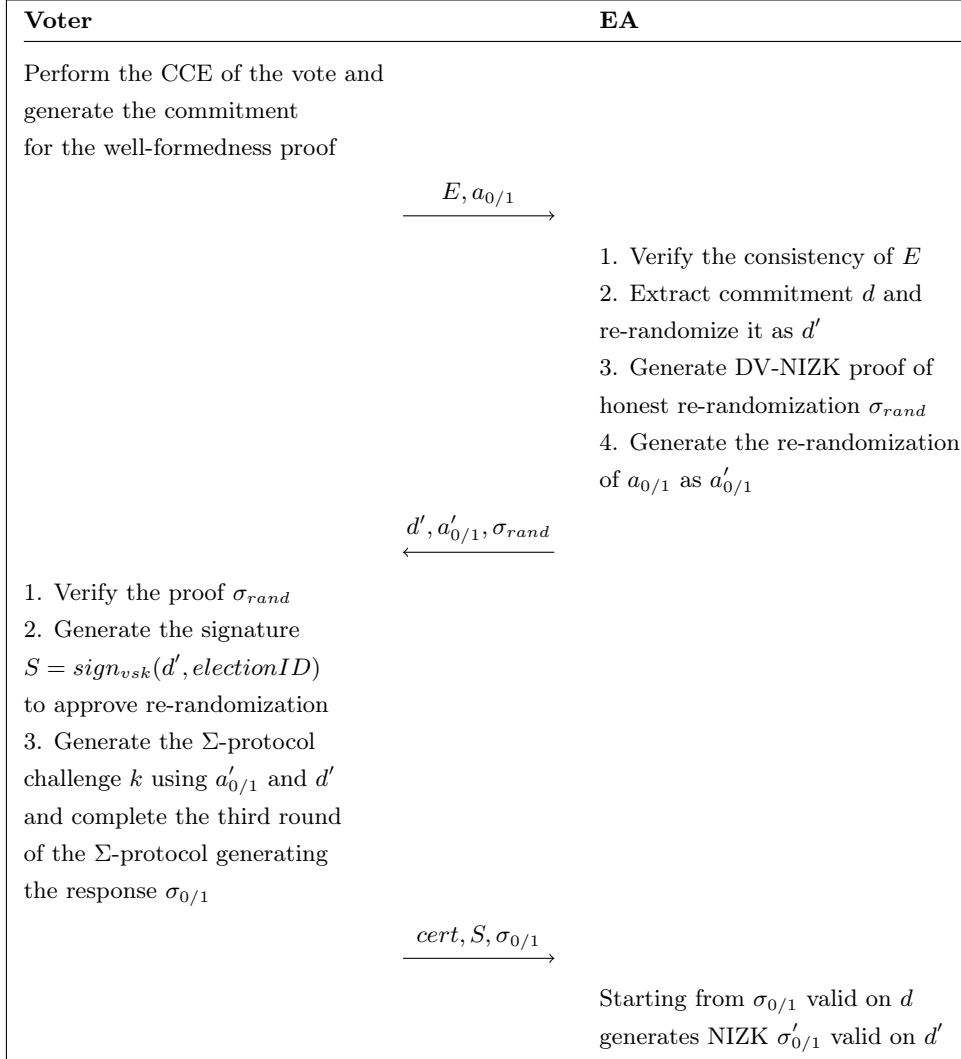 Voter EA
Perform the CCE of the vote and
generate the commitment
for the well-formedness proof
E, a_{0/1}
1. Verify the consistency of E
2. Extract commitment d and
re-randomize it as d′
3. Generate DV-NIZK proof of
honest re-randomization σ_{rand}
4. Generate the re-randomization
of a_{0/1} as a′_{0/1}
d′, a′_{0/1}, σ_{rand}
1. Verify the proof σ_{rand}
2. Generate the signature
S = sign_{vsk}(d′, electionID)
to approve re-randomization
3. Generate the Σ-protocol
challenge k using a′_{0/1} and d′
and complete the third round
of the Σ-protocol generating
the response σ_{0/1}
cert, S, σ_{0/1}
Starting from σ_{0/1} valid on d
generates NIZK σ′_{0/1} valid on d′